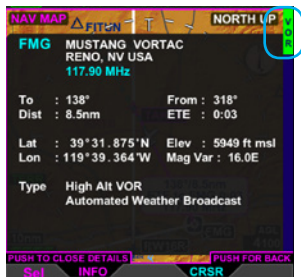 NAV MAP FITSN NORTH UP VOR
FMG MUSTANG VORTAC
RENO, NV USA
117.90 MHz
To : 138° From : 318°
Dist : 8.5nm ETE : 0:03
Lat : 39°31.875'N Elev : 5949 ft msl
Lon : 119°39.364'W Mag Var : 16.0E
Type High Alt VOR
Automated Weather Broadcast
PUSH TO CLOSE DETAILS PUSH FOR BACK
Sel INFO CRSR